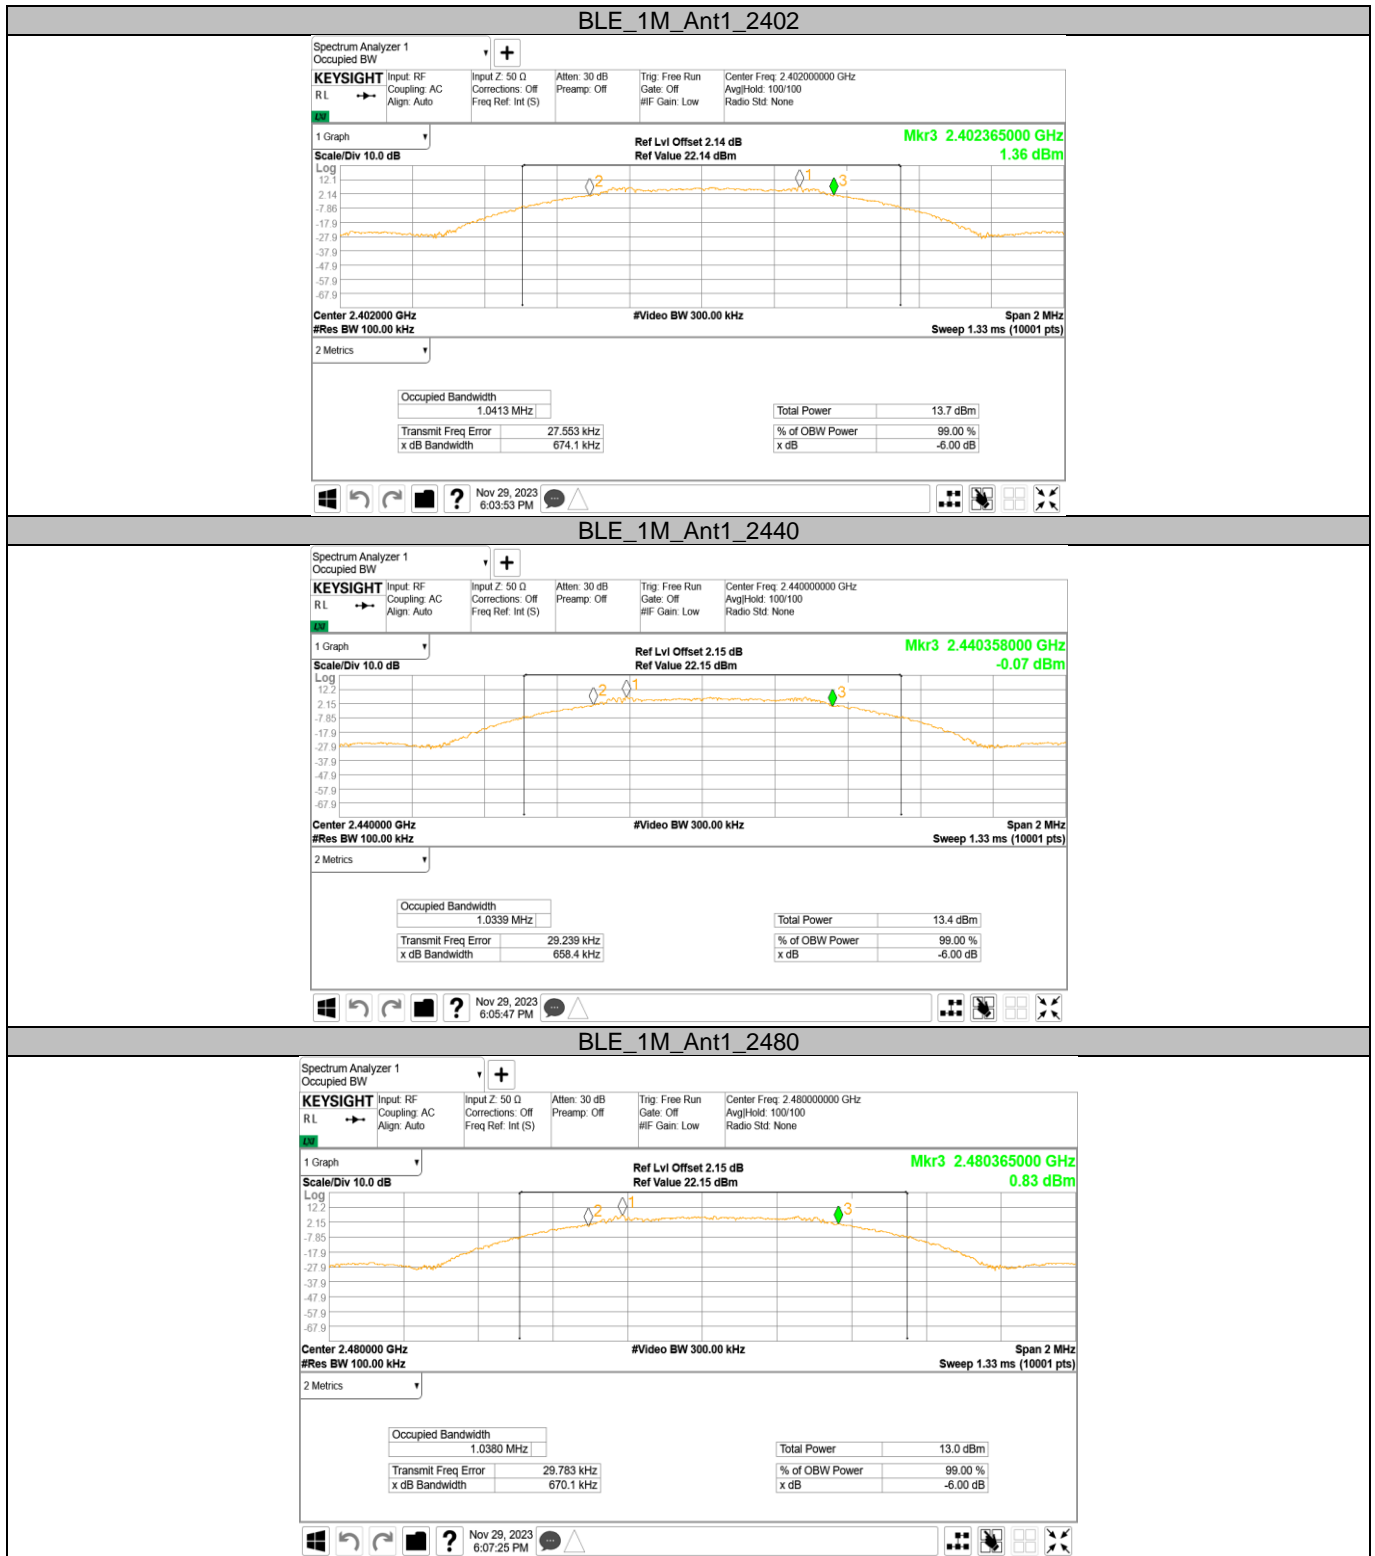 BLE_1M_Ant1_2402
Spectrum Analyzer 1
Occupied BW
KEYSIGHT Input: RF Input Z: 50 Ω Atten: 30 dB Trig: Free Run Center Freq: 2.402000000 GHz
RL Coupling: AC Corrections: Off Preamp: Off Gate: Off Avg|Hold: 100/100
Align: Auto Freq Ref: Int (S) #IF Gain: Low Radio Std: None
LXI
1 Graph Ref Lvl Offset 2.14 dB Mkr3 2.402365000 GHz
Scale/Div 10.0 dB Ref Value 22.14 dBm 1.36 dBm
Log
12.1
2 1 3
2.14
-7.86
-17.9
-27.9
-37.9
-47.9
-57.9
-67.9
Center 2.402000 GHz #Video BW 300.00 kHz Span 2 MHz
#Res BW 100.00 kHz Sweep 1.33 ms (10001 pts)
2 Metrics
Occupied Bandwidth
1.0413 MHz Total Power 13.7 dBm
Transmit Freq Error 27.553 kHz % of OBW Power 99.00 %
x dB Bandwidth 674.1 kHz x dB -6.00 dB
? Nov 29, 2023
6:03:53 PM
BLE_1M_Ant1_2440
Spectrum Analyzer 1
Occupied BW
KEYSIGHT Input: RF Input Z: 50 Ω Atten: 30 dB Trig: Free Run Center Freq: 2.440000000 GHz
RL Coupling: AC Corrections: Off Preamp: Off Gate: Off Avg|Hold: 100/100
Align: Auto Freq Ref: Int (S) #IF Gain: Low Radio Std: None
LXI
1 Graph Ref Lvl Offset 2.15 dB Mkr3 2.440358000 GHz
Scale/Div 10.0 dB Ref Value 22.15 dBm -0.07 dBm
Log
12.2
2 1 3
2.15
-7.85
-17.9
-27.9
-37.9
-47.9
-57.9
-67.9
Center 2.440000 GHz #Video BW 300.00 kHz Span 2 MHz
#Res BW 100.00 kHz Sweep 1.33 ms (10001 pts)
2 Metrics
Occupied Bandwidth
1.0339 MHz Total Power 13.4 dBm
Transmit Freq Error 29.239 kHz % of OBW Power 99.00 %
x dB Bandwidth 658.4 kHz x dB -6.00 dB
? Nov 29, 2023
6:05:47 PM
BLE_1M_Ant1_2480
Spectrum Analyzer 1
Occupied BW
KEYSIGHT Input: RF Input Z: 50 Ω Atten: 30 dB Trig: Free Run Center Freq: 2.480000000 GHz
RL Coupling: AC Corrections: Off Preamp: Off Gate: Off Avg|Hold: 100/100
Align: Auto Freq Ref: Int (S) #IF Gain: Low Radio Std: None
LXI
1 Graph Ref Lvl Offset 2.15 dB Mkr3 2.480365000 GHz
Scale/Div 10.0 dB Ref Value 22.15 dBm 0.83 dBm
Log
12.2
2 1 3
2.15
-7.85
-17.9
-27.9
-37.9
-47.9
-57.9
-67.9
Center 2.480000 GHz #Video BW 300.00 kHz Span 2 MHz
#Res BW 100.00 kHz Sweep 1.33 ms (10001 pts)
2 Metrics
Occupied Bandwidth
1.0380 MHz Total Power 13.0 dBm
Transmit Freq Error 29.783 kHz % of OBW Power 99.00 %
x dB Bandwidth 670.1 kHz x dB -6.00 dB
? Nov 29, 2023
6:07:25 PM